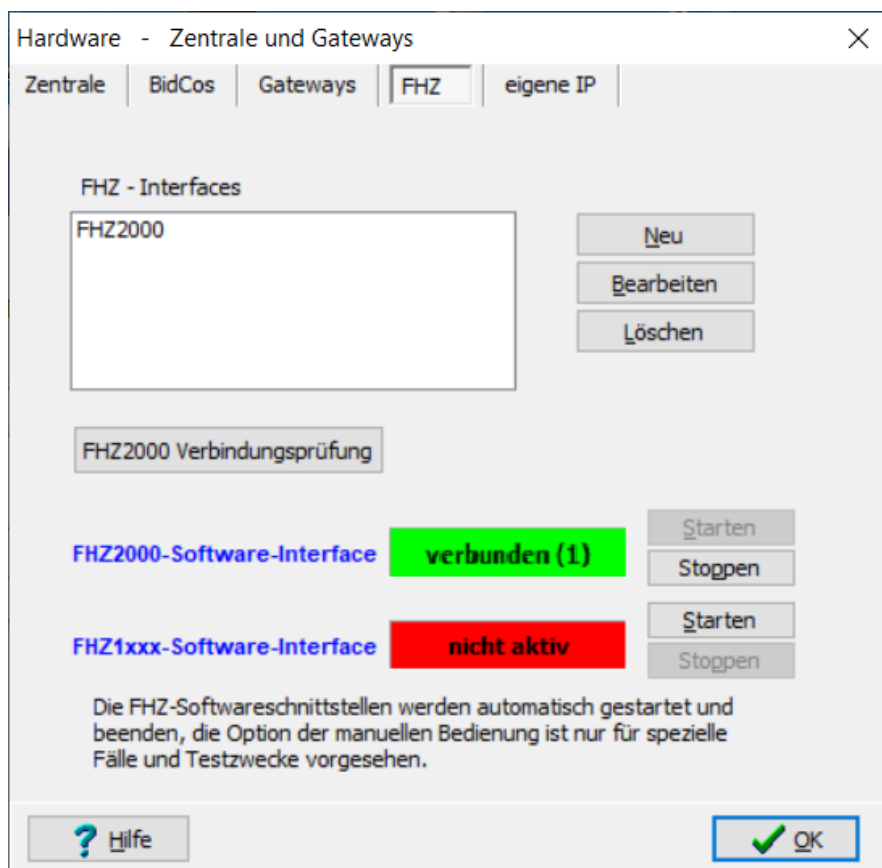 Hardware - Zentrale und Gateways
Zentrale BidCos Gateways FHZ eigene IP
FHZ - Interfaces
FHZ2000
Neu
Bearbeiten
Löschen
FHZ2000 Verbindungsprüfung
FHZ2000-Software-Interface verbunden (1)
Starten
Stoppen
FHZ1xxx-Software-Interface nicht aktiv
Starten
Stoppen
Die FHZ-Softwareschnittstellen werden automatisch gestartet und
beenden, die Option der manuellen Bedienung ist nur für spezielle
Fälle und Testzwecke vorgesehen.
? Hilfe
OK